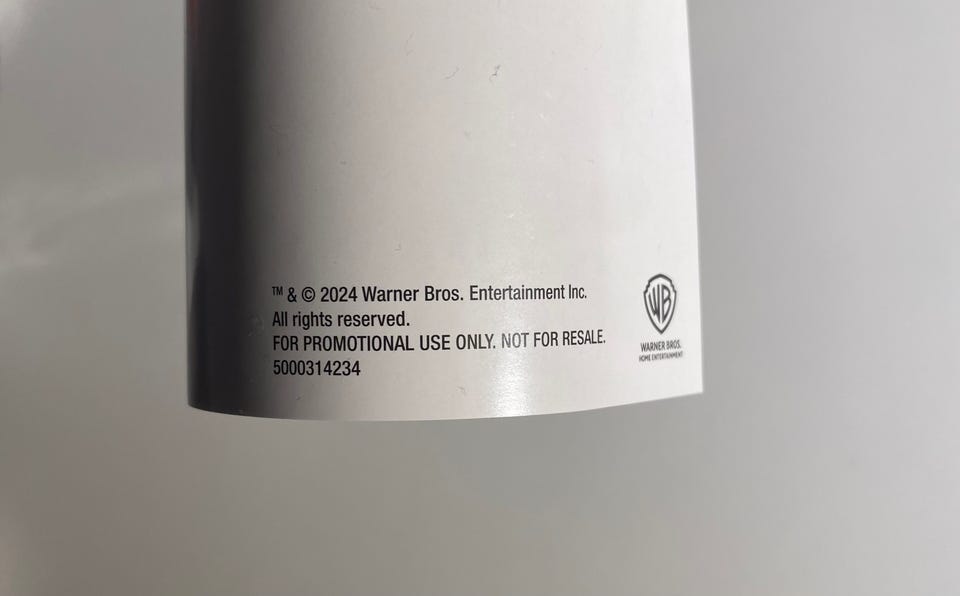 ™ & © 2024 Warner Bros. Entertainment Inc.
All rights reserved.
FOR PROMOTIONAL USE ONLY. NOT FOR RESALE.
5000314234
WB
WARNER BROS.
HOME ENTERTAINMENT